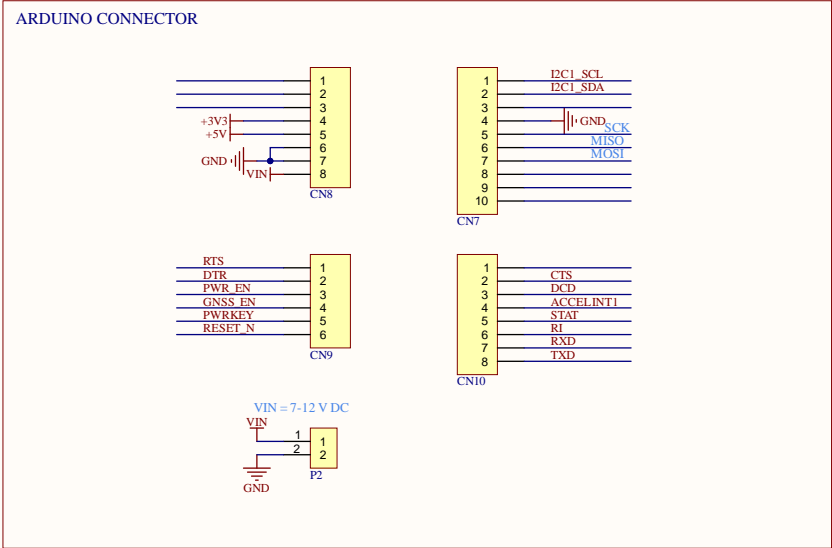 ARDUINO CONNECTOR
1
2
3
+3V3 4
+5V 5
6
GND 7
VIN 8
CN8
I2C1_SCL 1
I2C1_SDA 2
3
4 GND
5 SCK
6 MISO
7 MOSI
8
9
10
CN7
RTS 1
DTR 2
PWR_EN 3
GNSS_EN 4
PWRKEY 5
RESET_N 6
CN9
1
2 CTS
3 DCD
4 ACCELINT1
5 STAT
6 RI
7 RXD
8 TXD
CN10
VIN = 7-12 V DC
VIN
1 1
2 2
P2
GND